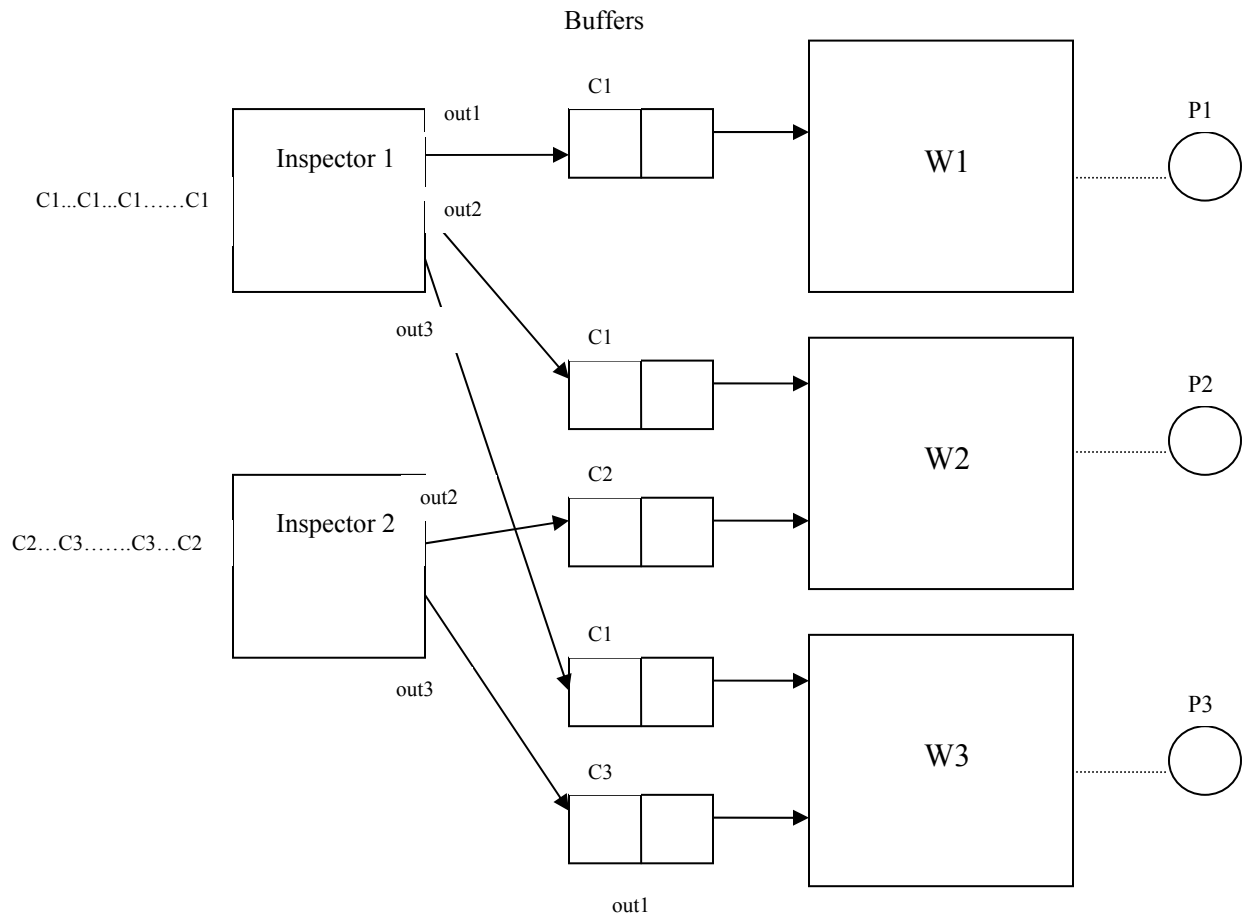 Buffers
C1
out1
P1
Inspector 1
W1
C1...C1...C1……C1
out2
out3
C1
P2
W2
C2
out2
Inspector 2
C2…C3…….C3…C2
C1
out3
P3
W3
C3
out1